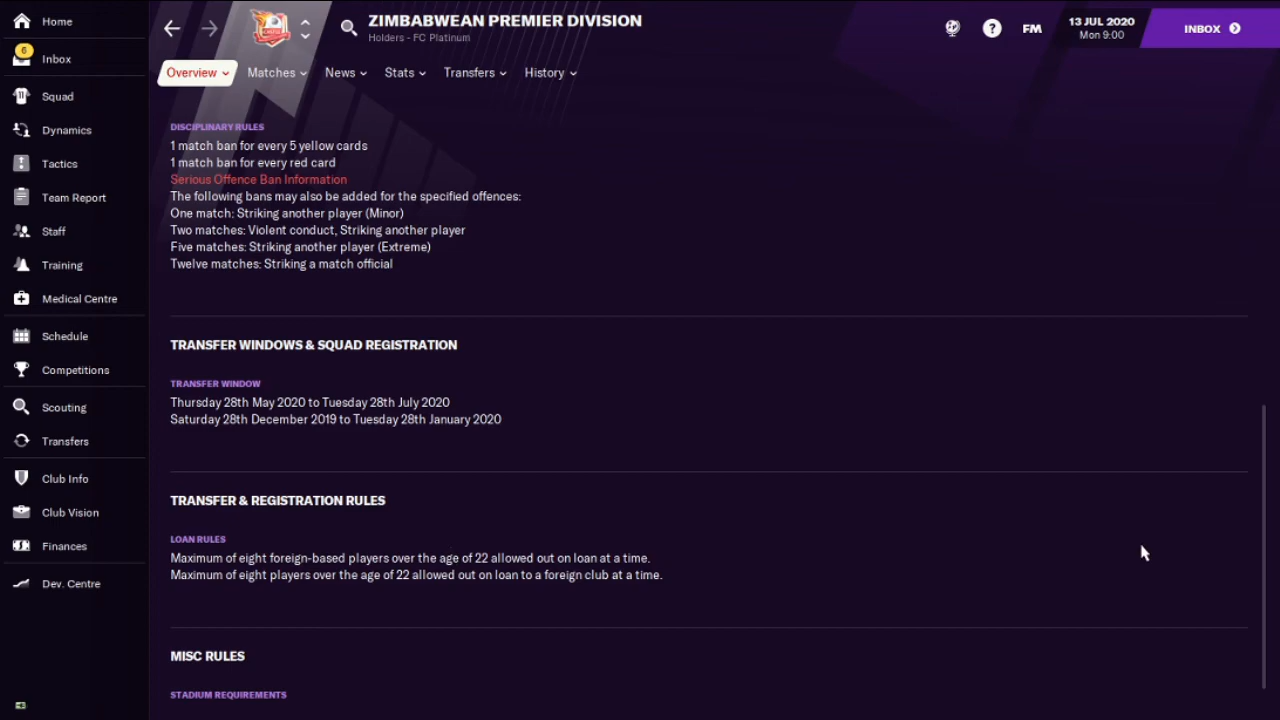 Home
6
Inbox
Squad
Dynamics
Tactics
Team Report
Staff
Training
Medical Centre
Schedule
Competitions
Scouting
Transfers
Club Info
Club Vision
Finances
Dev. Centre
ZIMBABWEAN PREMIER DIVISION
Holders - FC Platinum
FM
13 JUL 2020
Mon 9:00
INBOX
Overview
Matches
News
Stats
Transfers
History
DISCIPLINARY RULES
1 match ban for every 5 yellow cards
1 match ban for every red card
Serious Offence Ban Information
The following bans may also be added for the specified offences:
One match: Striking another player (Minor)
Two matches: Violent conduct, Striking another player
Five matches: Striking another player (Extreme)
Twelve matches: Striking a match official
TRANSFER WINDOWS & SQUAD REGISTRATION
TRANSFER WINDOW
Thursday 28th May 2020 to Tuesday 28th July 2020
Saturday 28th December 2019 to Tuesday 28th January 2020
TRANSFER & REGISTRATION RULES
LOAN RULES
Maximum of eight foreign-based players over the age of 22 allowed out on loan at a time.
Maximum of eight players over the age of 22 allowed out on loan to a foreign club at a time.
MISC RULES
STADIUM REQUIREMENTS